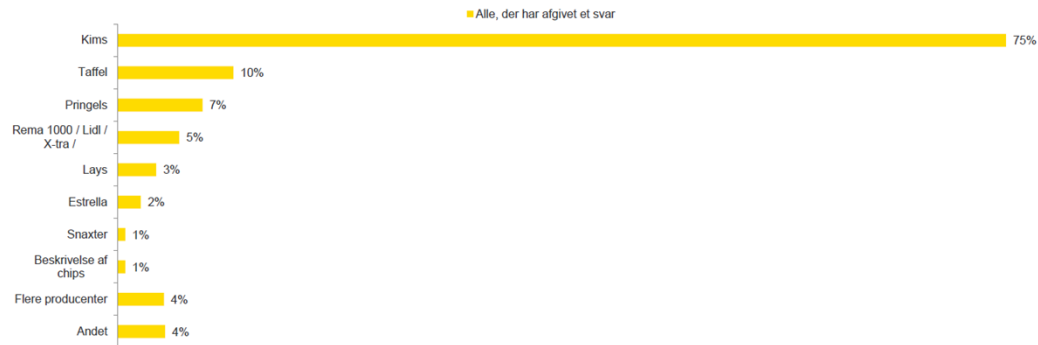 Alle, der har afgivet et svar
Kims 75%
Taffel 10%
Pringels 7%
Rema 1000 / Lidl /
X-tra / 5%
Lays 3%
Estrella 2%
Snaxter 1%
Beskrivelse af
chips 1%
Flere producenter 4%
Andet 4%